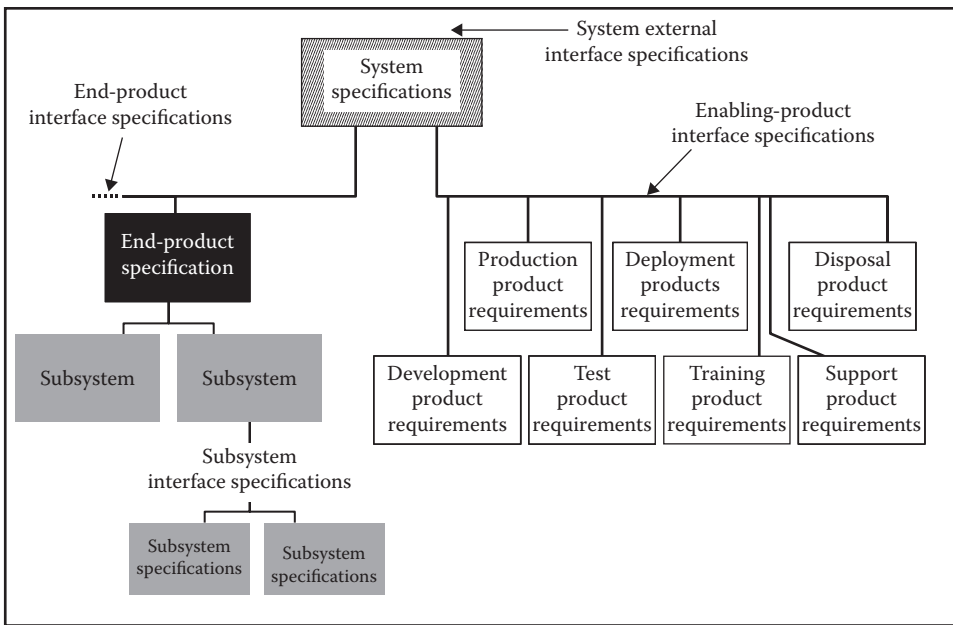 System external
interface specifications
System
specifications
End-product
interface specifications
Enabling-product
interface specifications
End-product
specification
Production
product
requirements
Deployment
products
requirements
Disposal
product
requirements
Subsystem
Subsystem
Development
product
requirements
Test
product
requirements
Training
product
requirements
Support
product
requirements
Subsystem
interface specifications
Subsystem
specifications
Subsystem
specifications